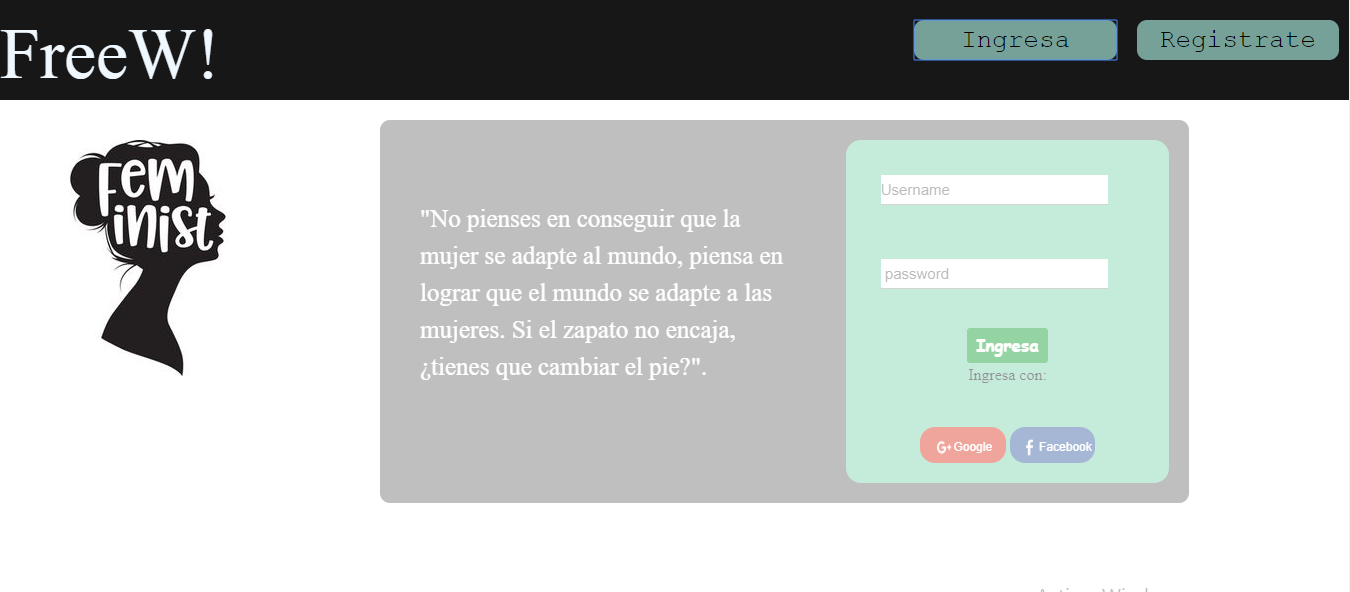 FreeW!
Ingresa
Registrate
Fem
inist
"No pienses en conseguir que la
mujer se adapte al mundo, piensa en
lograr que el mundo se adapte a las
mujeres. Si el zapato no encaja,
¿tienes que cambiar el pie?".
Username
password
Ingresa
Ingresa con:
G+ Google
f Facebook